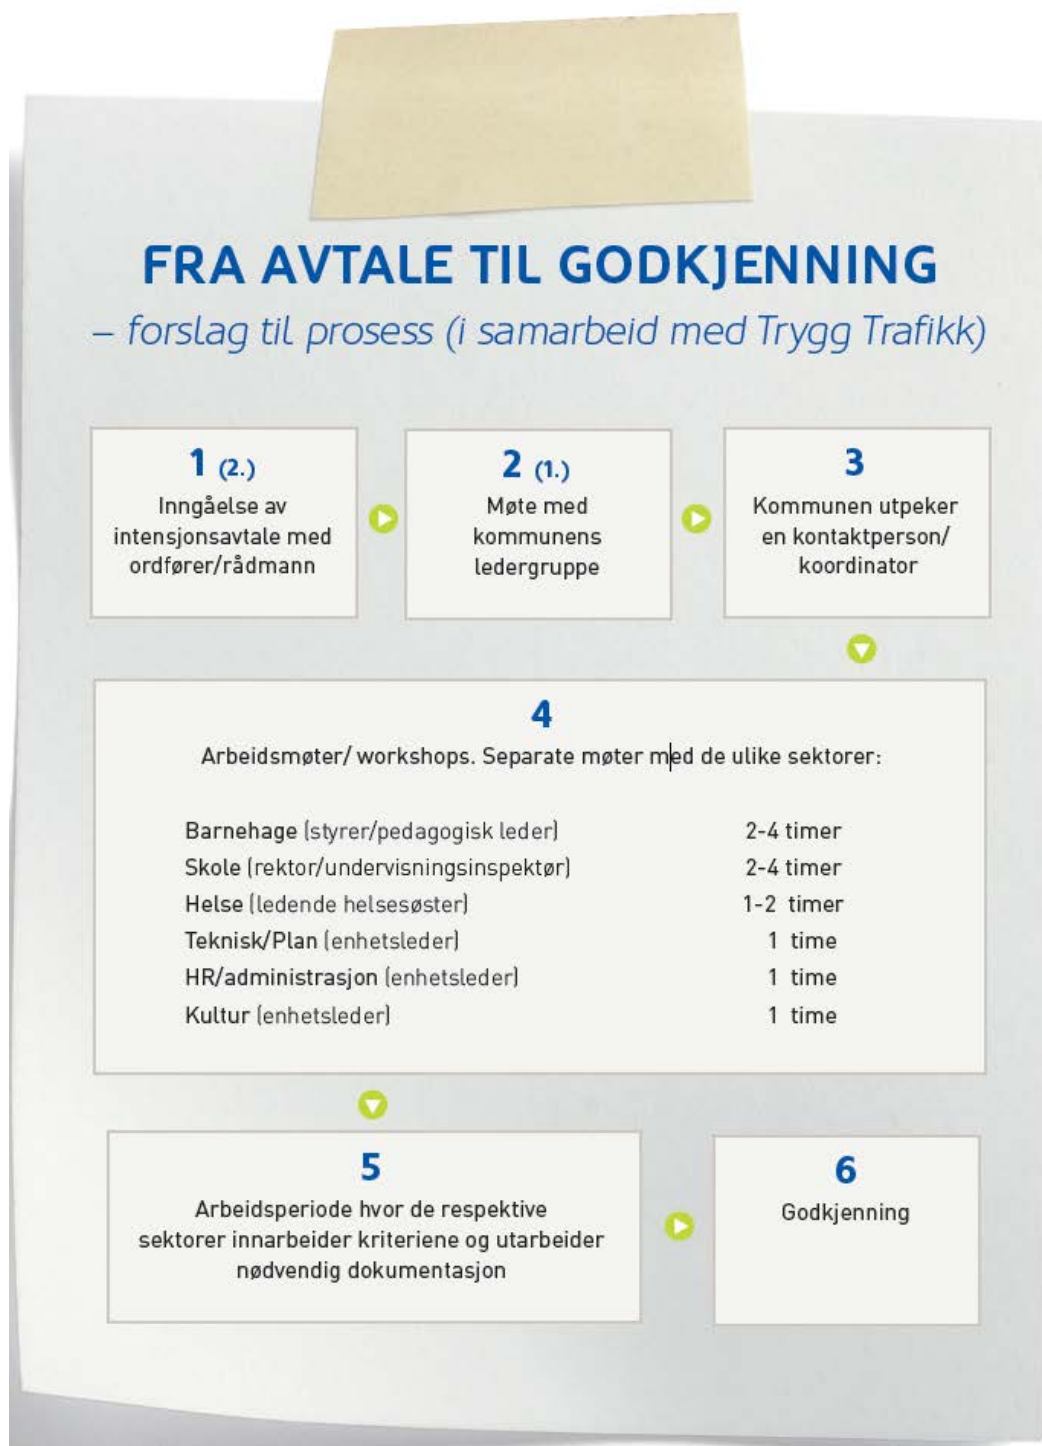 FRA AVTALE TIL GODKJENNING
– forslag til prosess (i samarbeid med Trygg Trafikk)
1 (2.)
Inngåelse av
intensjonsavtale med
ordfører/rådmann
2 (1.)
Møte med
kommunens
ledergruppe
3
Kommunen utpeker
en kontaktperson/
koordinator
4
Arbeidsmøter/ workshops. Separate møter med de ulike sektorer:
Barnehage (styrer/pedagogisk leder) 2-4 timer
Skole (rektor/undervisningsinspektør) 2-4 timer
Helse (ledende helsesøster) 1-2 timer
Teknisk/Plan (enhetsleder) 1 time
HR/administrasjon (enhetsleder) 1 time
Kultur (enhetsleder) 1 time
5
Arbeidsperiode hvor de respektive
sektorer innarbeider kriteriene og utarbeider
nødvendig dokumentasjon
6
Godkjenning